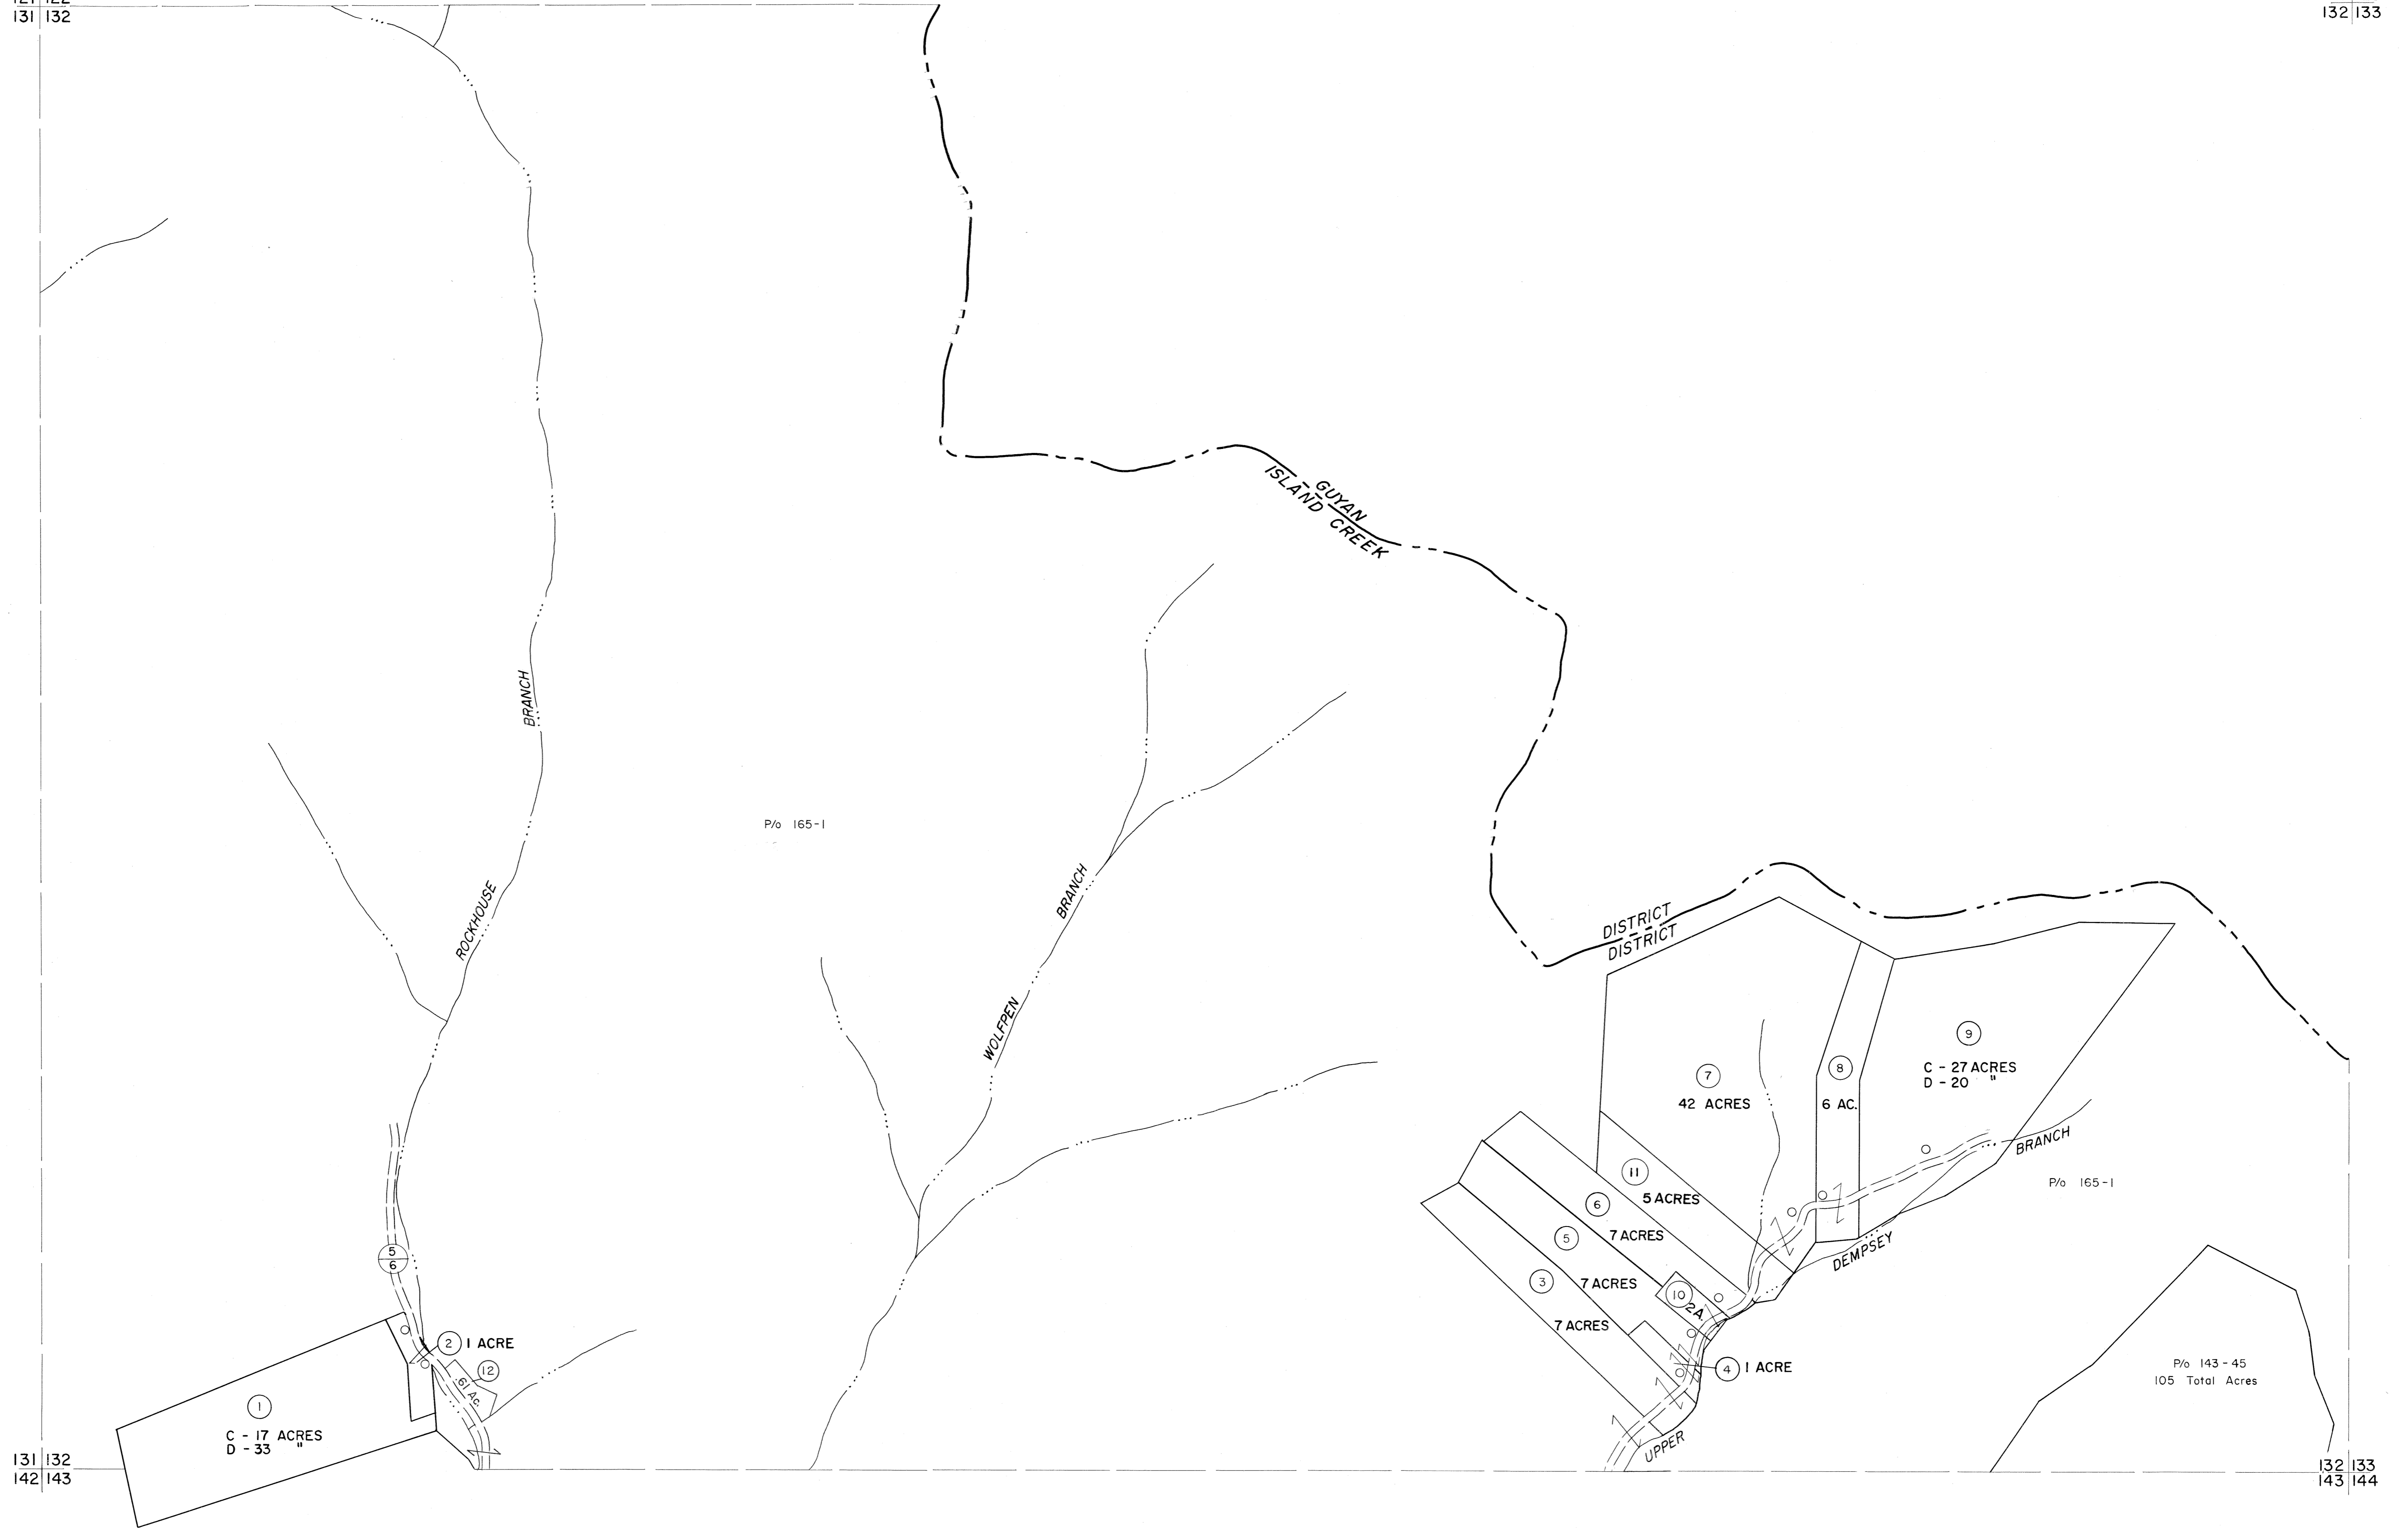 121 122
131 132
132 133
GUYAN
ISLAND CREEK
BRANCH
P/o 165-1
ROCKHOUSE
BRANCH
WOLFPEN
DISTRICT
DISTRICT
9
C - 27 ACRES
D - 20 "
8
6 AC.
7
42 ACRES
BRANCH
P/o 165-1
11
5 ACRES
6
7 ACRES
5
7 ACRES
DEMPSEY
3
7 ACRES
10
2A.
4 1 ACRE
UPPER
P/o 143-45
105 Total Acres
5
6
2 1 ACRE
12
.61 Ac.
1
C - 17 ACRES
D - 33 "
131 132
142 143
132 133
143 144